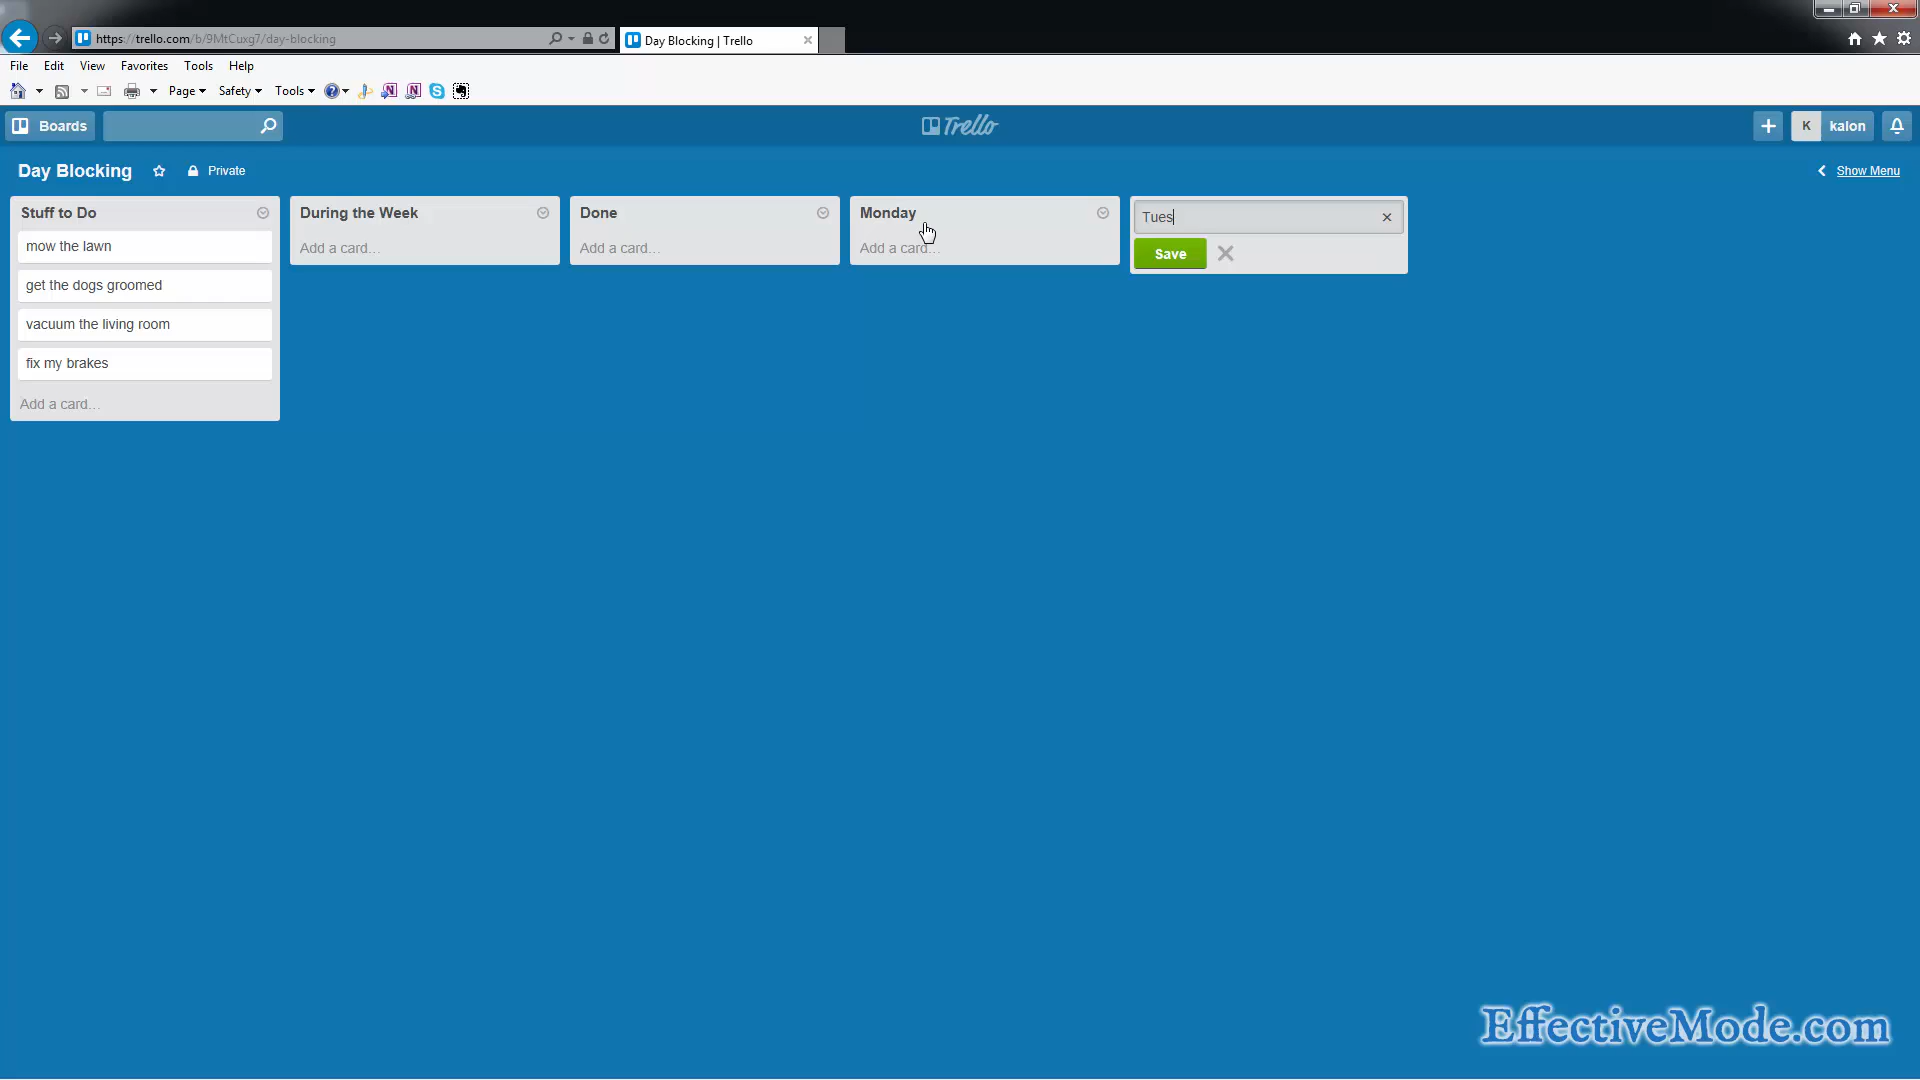 https://trello.com/b/9MtCuxg7/day-blocking
Day Blocking | Trello
File Edit View Favorites Tools Help
Page Safety Tools
Boards
Trello
K kalon
Day Blocking Private
Show Menu
Stuff to Do
mow the lawn
get the dogs groomed
vacuum the living room
fix my brakes
Add a card…
During the Week
Add a card…
Done
Add a card…
Monday
Add a card…
Tues
Save
EffectiveMode.com